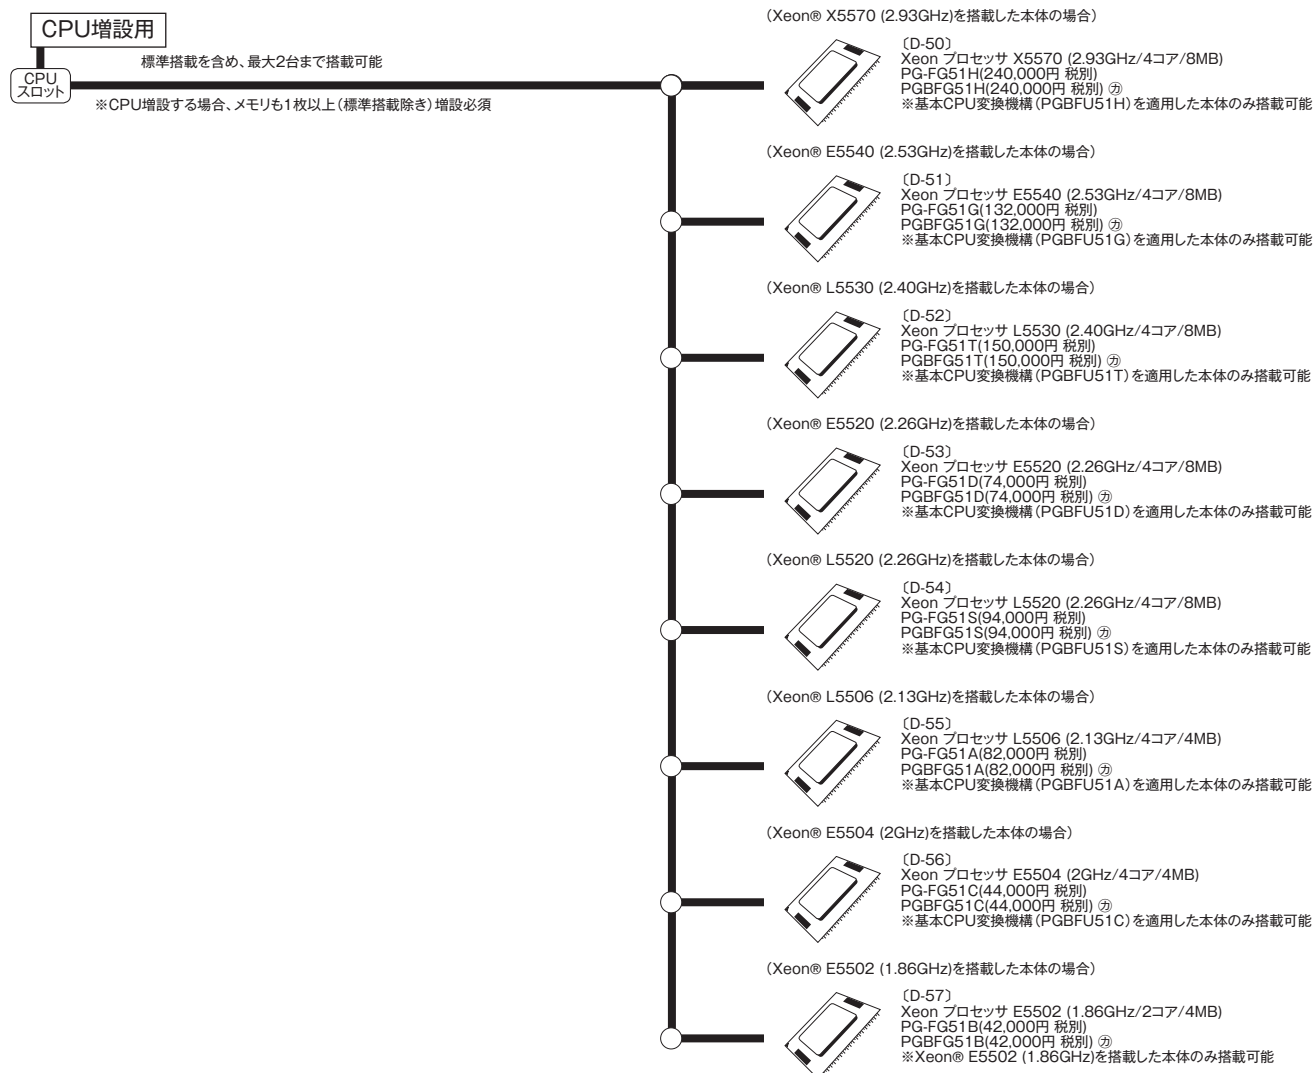 CPU増設用
CPU
スロット
標準搭載を含め、最大2台まで搭載可能
※CPU増設する場合、メモリも1枚以上(標準搭載除き)増設必須
(Xeon® X5570 (2.93GHz)を搭載した本体の場合)
〔D-50〕
Xeon プロセッサ X5570 (2.93GHz/4コア/8MB)
PG-FG51H(240,000円 税別)
PGBFG51H(240,000円 税別) ㋕
※基本CPU変換機構(PGBFU51H)を適用した本体のみ搭載可能
(Xeon® E5540 (2.53GHz)を搭載した本体の場合)
〔D-51〕
Xeon プロセッサ E5540 (2.53GHz/4コア/8MB)
PG-FG51G(132,000円 税別)
PGBFG51G(132,000円 税別) ㋕
※基本CPU変換機構(PGBFU51G)を適用した本体のみ搭載可能
(Xeon® L5530 (2.40GHz)を搭載した本体の場合)
〔D-52〕
Xeon プロセッサ L5530 (2.40GHz/4コア/8MB)
PG-FG51T(150,000円 税別)
PGBFG51T(150,000円 税別) ㋕
※基本CPU変換機構(PGBFU51T)を適用した本体のみ搭載可能
(Xeon® E5520 (2.26GHz)を搭載した本体の場合)
〔D-53〕
Xeon プロセッサ E5520 (2.26GHz/4コア/8MB)
PG-FG51D(74,000円 税別)
PGBFG51D(74,000円 税別) ㋕
※基本CPU変換機構(PGBFU51D)を適用した本体のみ搭載可能
(Xeon® L5520 (2.26GHz)を搭載した本体の場合)
〔D-54〕
Xeon プロセッサ L5520 (2.26GHz/4コア/8MB)
PG-FG51S(94,000円 税別)
PGBFG51S(94,000円 税別) ㋕
※基本CPU変換機構(PGBFU51S)を適用した本体のみ搭載可能
(Xeon® L5506 (2.13GHz)を搭載した本体の場合)
〔D-55〕
Xeon プロセッサ L5506 (2.13GHz/4コア/4MB)
PG-FG51A(82,000円 税別)
PGBFG51A(82,000円 税別) ㋕
※基本CPU変換機構(PGBFU51A)を適用した本体のみ搭載可能
(Xeon® E5504 (2GHz)を搭載した本体の場合)
〔D-56〕
Xeon プロセッサ E5504 (2GHz/4コア/4MB)
PG-FG51C(44,000円 税別)
PGBFG51C(44,000円 税別) ㋕
※基本CPU変換機構(PGBFU51C)を適用した本体のみ搭載可能
(Xeon® E5502 (1.86GHz)を搭載した本体の場合)
〔D-57〕
Xeon プロセッサ E5502 (1.86GHz/2コア/4MB)
PG-FG51B(42,000円 税別)
PGBFG51B(42,000円 税別) ㋕
※Xeon® E5502 (1.86GHz)を搭載した本体のみ搭載可能